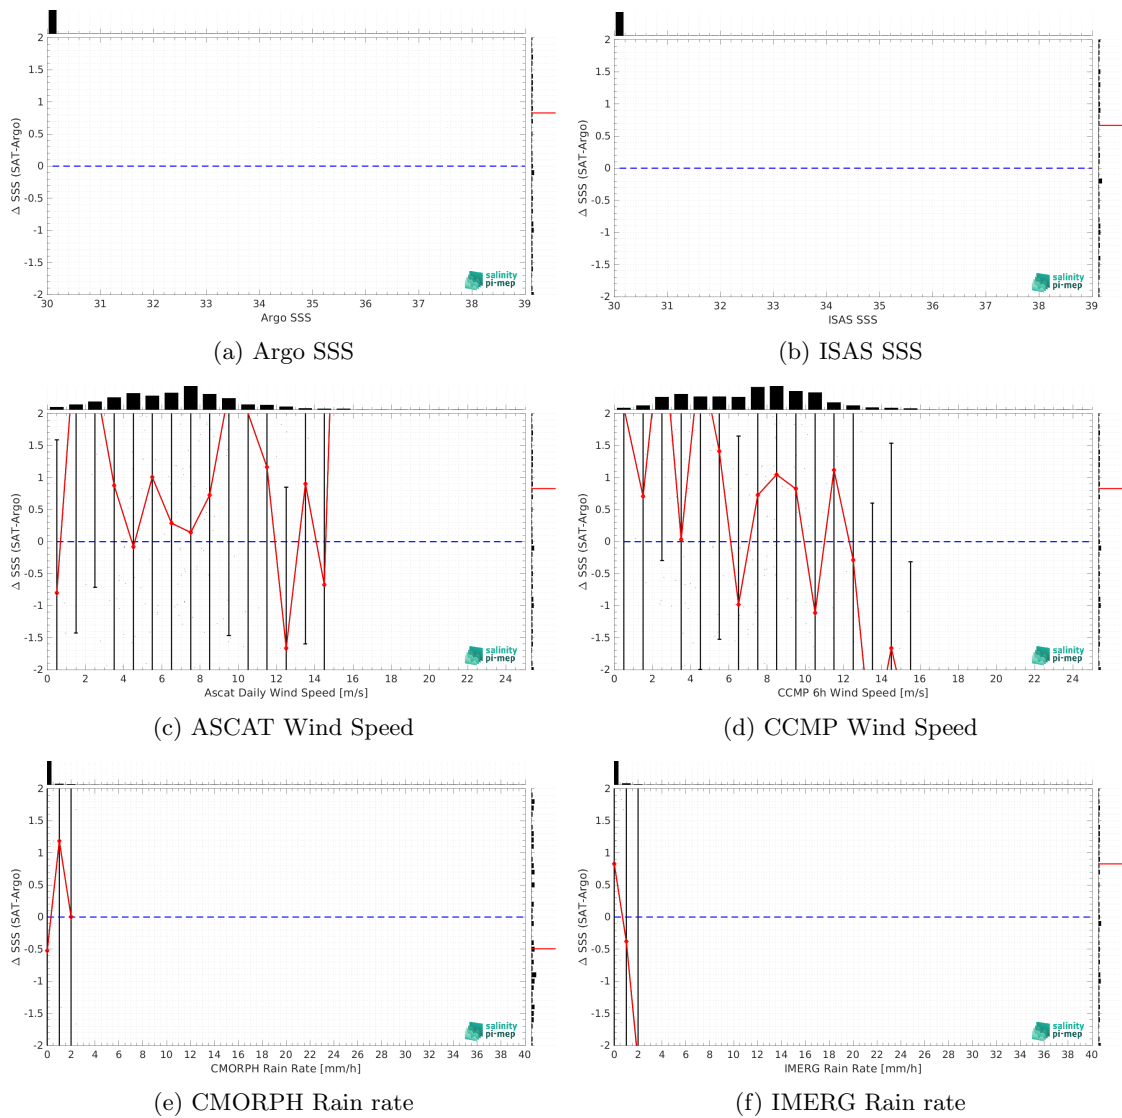 2
1.5
1
0.5
0
-0.5
-1
-1.5
-2
Δ SSS (SAT-Argo)
30 31 32 33 34 35 36 37 38 39
Argo SSS
salinity
pi-mep
(a) Argo SSS
2
1.5
1
0.5
0
-0.5
-1
-1.5
-2
Δ SSS (SAT-Argo)
30 31 32 33 34 35 36 37 38 39
ISAS SSS
salinity
pi-mep
(b) ISAS SSS
2
1.5
1
0.5
0
-0.5
-1
-1.5
-2
Δ SSS (SAT-Argo)
0 2 4 6 8 10 12 14 16 18 20 22 24
Ascat Daily Wind Speed [m/s]
salinity
pi-mep
(c) ASCAT Wind Speed
2
1.5
1
0.5
0
-0.5
-1
-1.5
-2
Δ SSS (SAT-Argo)
0 2 4 6 8 10 12 14 16 18 20 22 24
CCMP 6h Wind Speed [m/s]
salinity
pi-mep
(d) CCMP Wind Speed
2
1.5
1
0.5
0
-0.5
-1
-1.5
-2
Δ SSS (SAT-Argo)
0 2 4 6 8 10 12 14 16 18 20 22 24 26 28 30 32 34 36 38 40
CMORPH Rain Rate [mm/h]
salinity
pi-mep
(e) CMORPH Rain rate
2
1.5
1
0.5
0
-0.5
-1
-1.5
-2
Δ SSS (SAT-Argo)
0 2 4 6 8 10 12 14 16 18 20 22 24 26 28 30 32 34 36 38 40
IMERG Rain Rate [mm/h]
salinity
pi-mep
(f) IMERG Rain rate